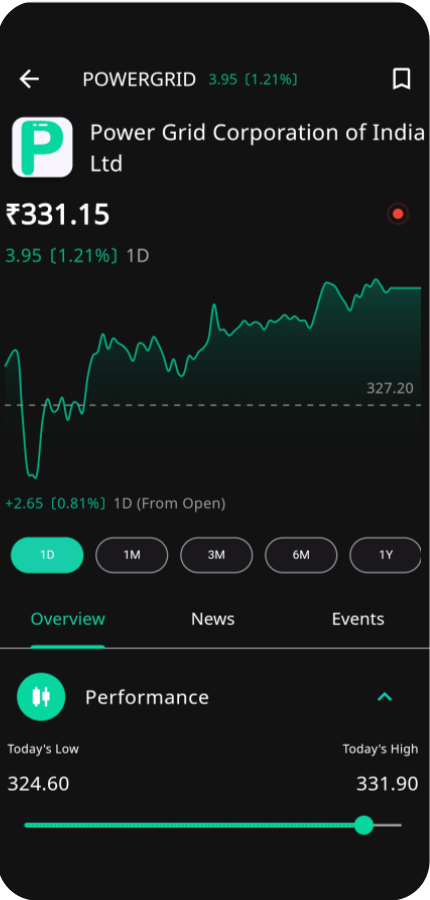 POWERGRID 3.95 [1.21%]
P
Power Grid Corporation of India
Ltd
₹331.15
3.95 [1.21%] 1D
327.20
+2.65 [0.81%] 1D (From Open)
1D 1M 3M 6M 1Y
Overview News Events
Performance
Today's Low Today's High
324.60 331.90